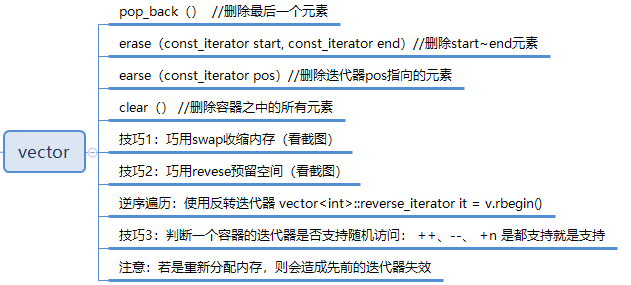 pop_back（） //删除最后一个元素
erase（const_iterator start, const_iterator end）//删除start~end元素
earse（const_iterator pos）//删除迭代器pos指向的元素
clear（） //删除容器之中的所有元素
vector
技巧1：巧用swap收缩内存（看截图）
技巧2：巧用revese预留空间（看截图）
逆序遍历：使用反转迭代器 vector<int>::reverse_iterator it = v.rbegin()
技巧3：判断一个容器的迭代器是否支持随机访问： ++、--、 +n 是都支持就是支持
注意：若是重新分配内存，则会造成先前的迭代器失效